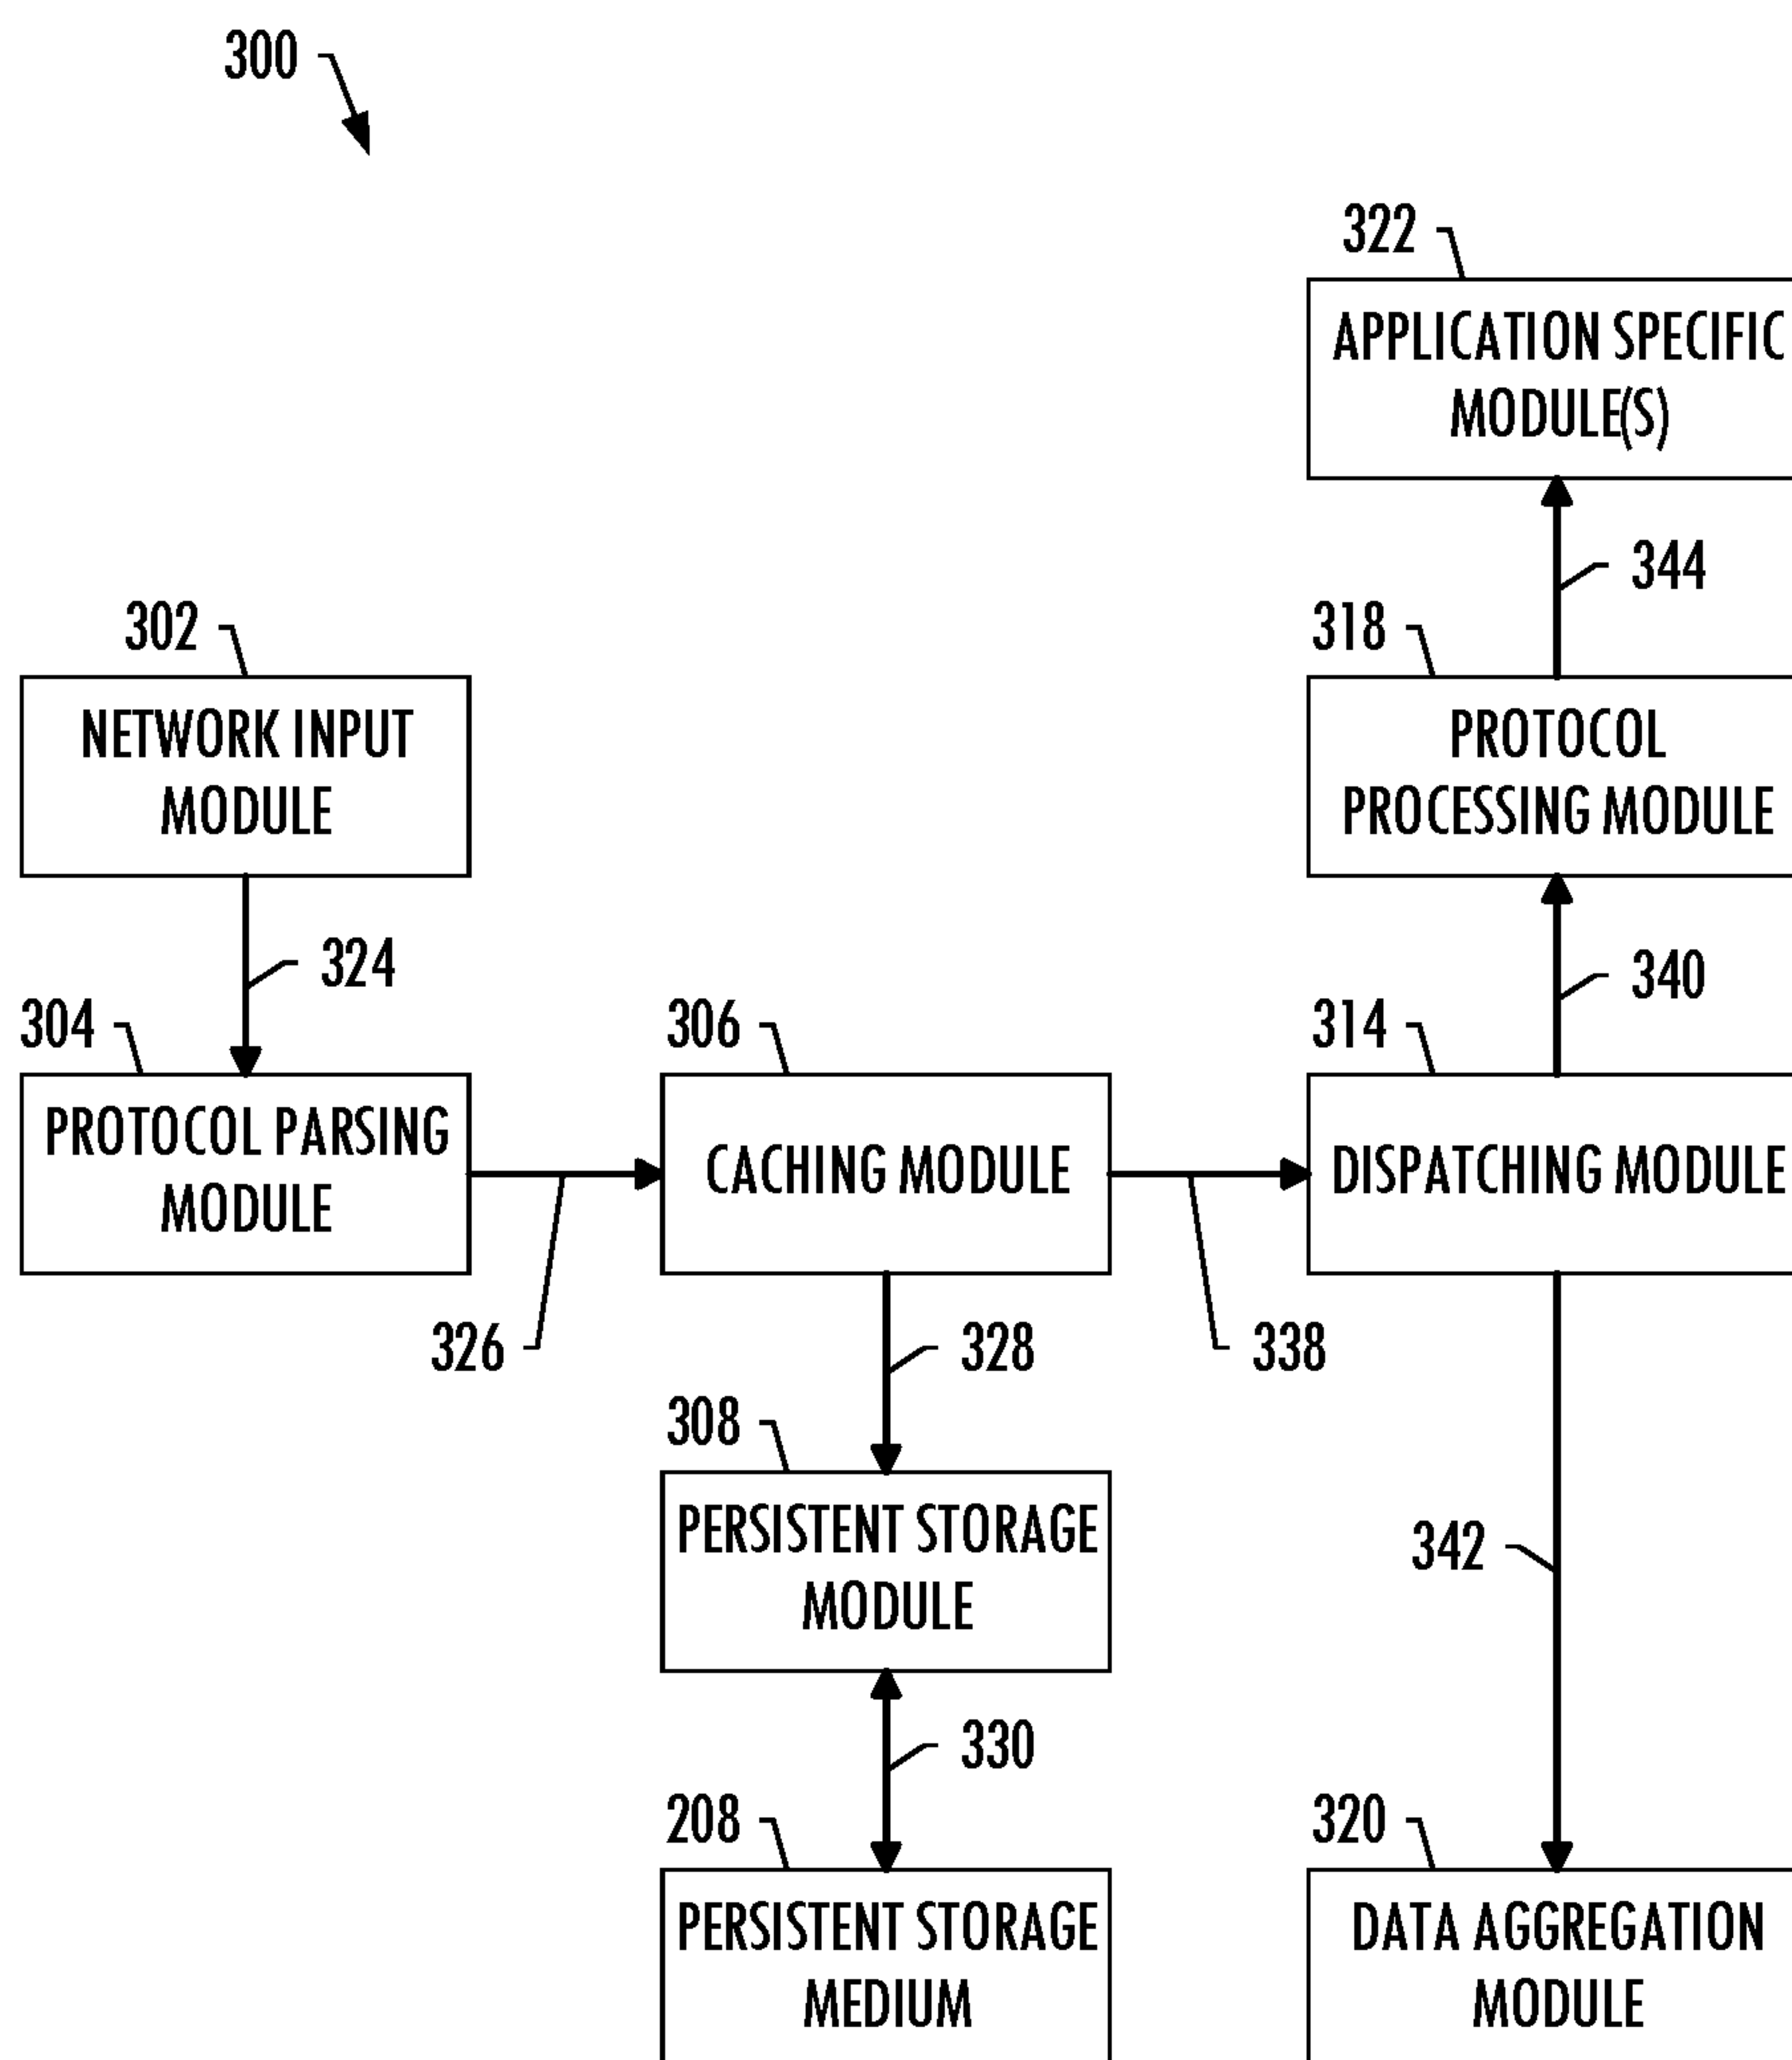 300
322
APPLICATION SPECIFIC
MODULE(S)
344
302
318
NETWORK INPUT
MODULE
PROTOCOL
PROCESSING MODULE
324
340
304
306
314
PROTOCOL PARSING
MODULE
CACHING MODULE
DISPATCHING MODULE
326
328
338
308
PERSISTENT STORAGE
MODULE
342
330
208
320
PERSISTENT STORAGE
MEDIUM
DATA AGGREGATION
MODULE